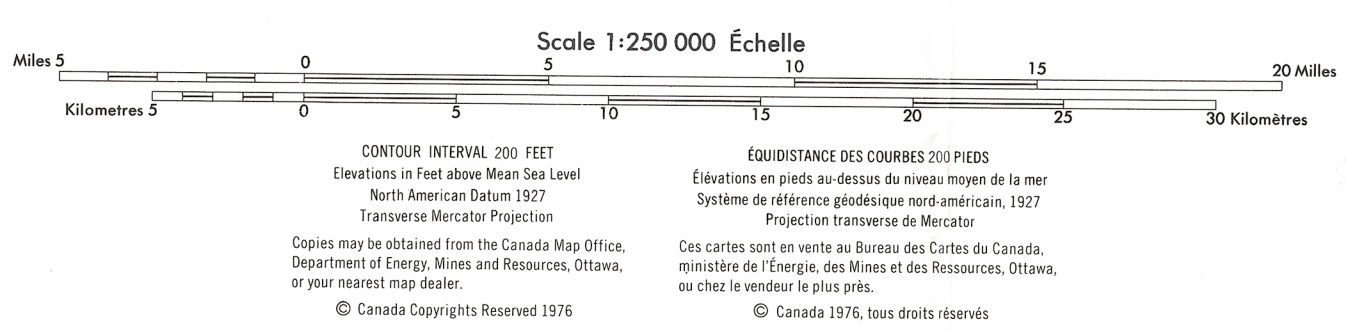 Scale 1:250 000 Échelle
Miles 5 0 5 10 15 20 Milles
Kilometres 5 0 5 10 15 20 25 30 Kilomètres
CONTOUR INTERVAL 200 FEET
Elevations in Feet above Mean Sea Level
North American Datum 1927
Transverse Mercator Projection
Copies may be obtained from the Canada Map Office,
Department of Energy, Mines and Resources, Ottawa,
or your nearest map dealer.
© Canada Copyrights Reserved 1976
ÉQUIDISTANCE DES COURBES 200 PIEDS
Élévations en pieds au-dessus du niveau moyen de la mer
Système de référence géodésique nord-américain, 1927
Projection transverse de Mercator
Ces cartes sont en vente au Bureau des Cartes du Canada,
ministère de l'Énergie, des Mines et des Ressources, Ottawa,
ou chez le vendeur le plus près.
© Canada 1976, tous droits réservés